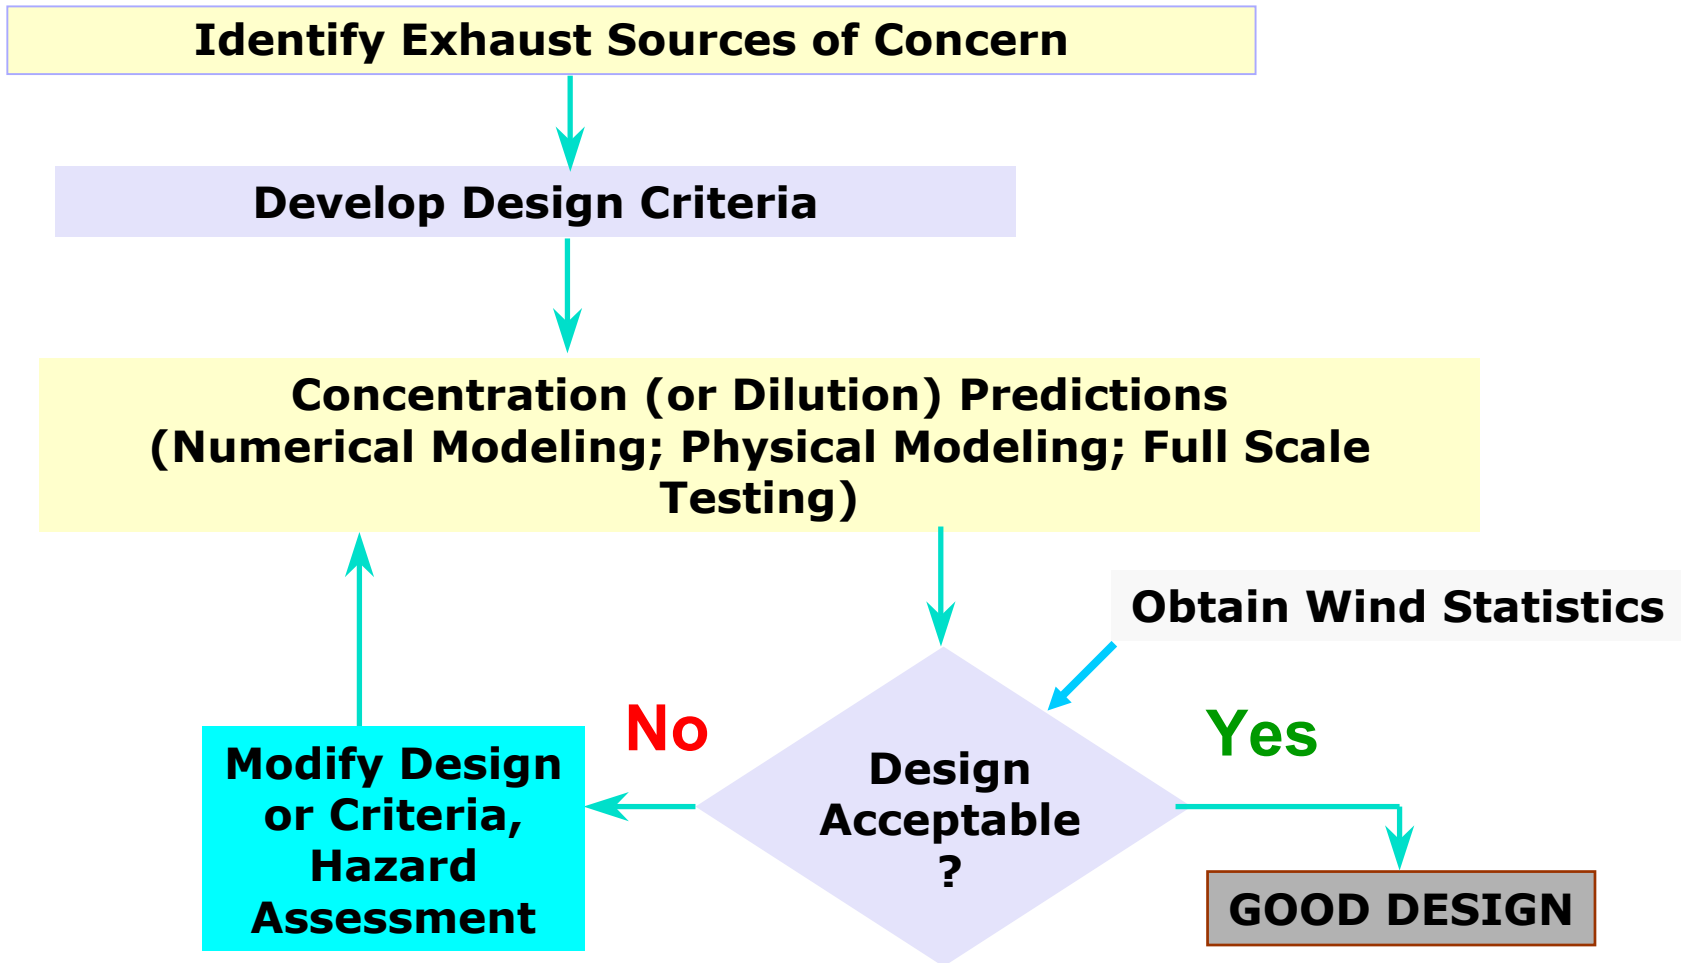 Identify Exhaust Sources of Concern
Develop Design Criteria
Concentration (or Dilution) Predictions
(Numerical Modeling; Physical Modeling; Full Scale
Testing)
Obtain Wind Statistics
No
Yes
Modify Design
or Criteria,
Hazard
Assessment
Design
Acceptable
?
GOOD DESIGN